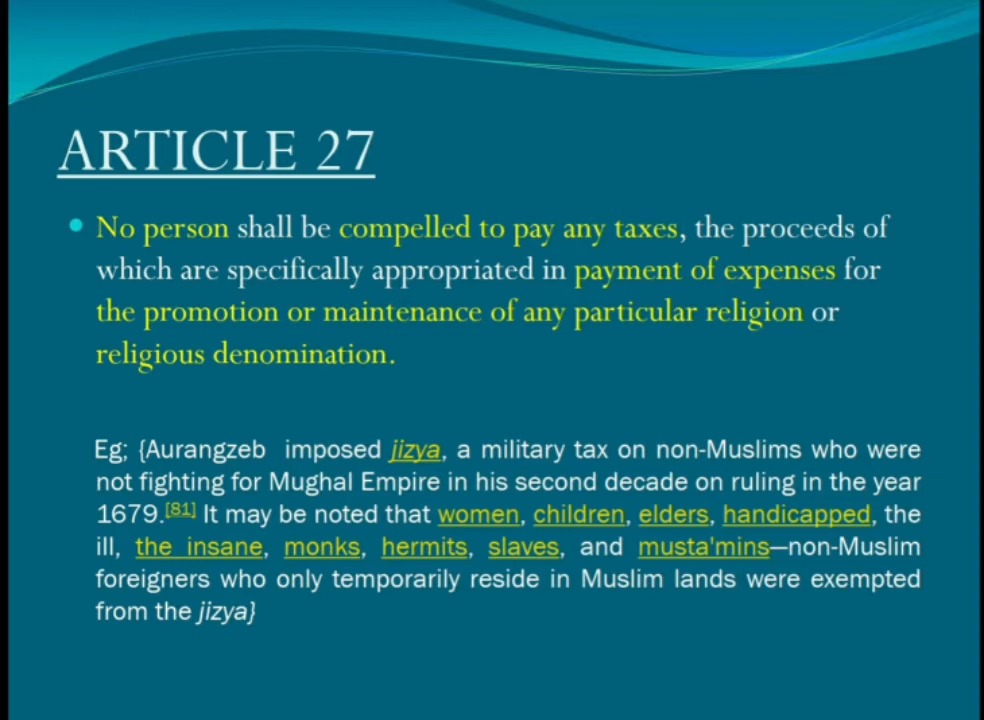 ARTICLE 27
• No person shall be compelled to pay any taxes, the proceeds of
which are specifically appropriated in payment of expenses for
the promotion or maintenance of any particular religion or
religious denomination.
Eg; {Aurangzeb imposed jizya, a military tax on non-Muslims who were
not fighting for Mughal Empire in his second decade on ruling in the year
1679.[81] It may be noted that women, children, elders, handicapped, the
ill, the insane, monks, hermits, slaves, and musta'mins—non-Muslim
foreigners who only temporarily reside in Muslim lands were exempted
from the jizya}